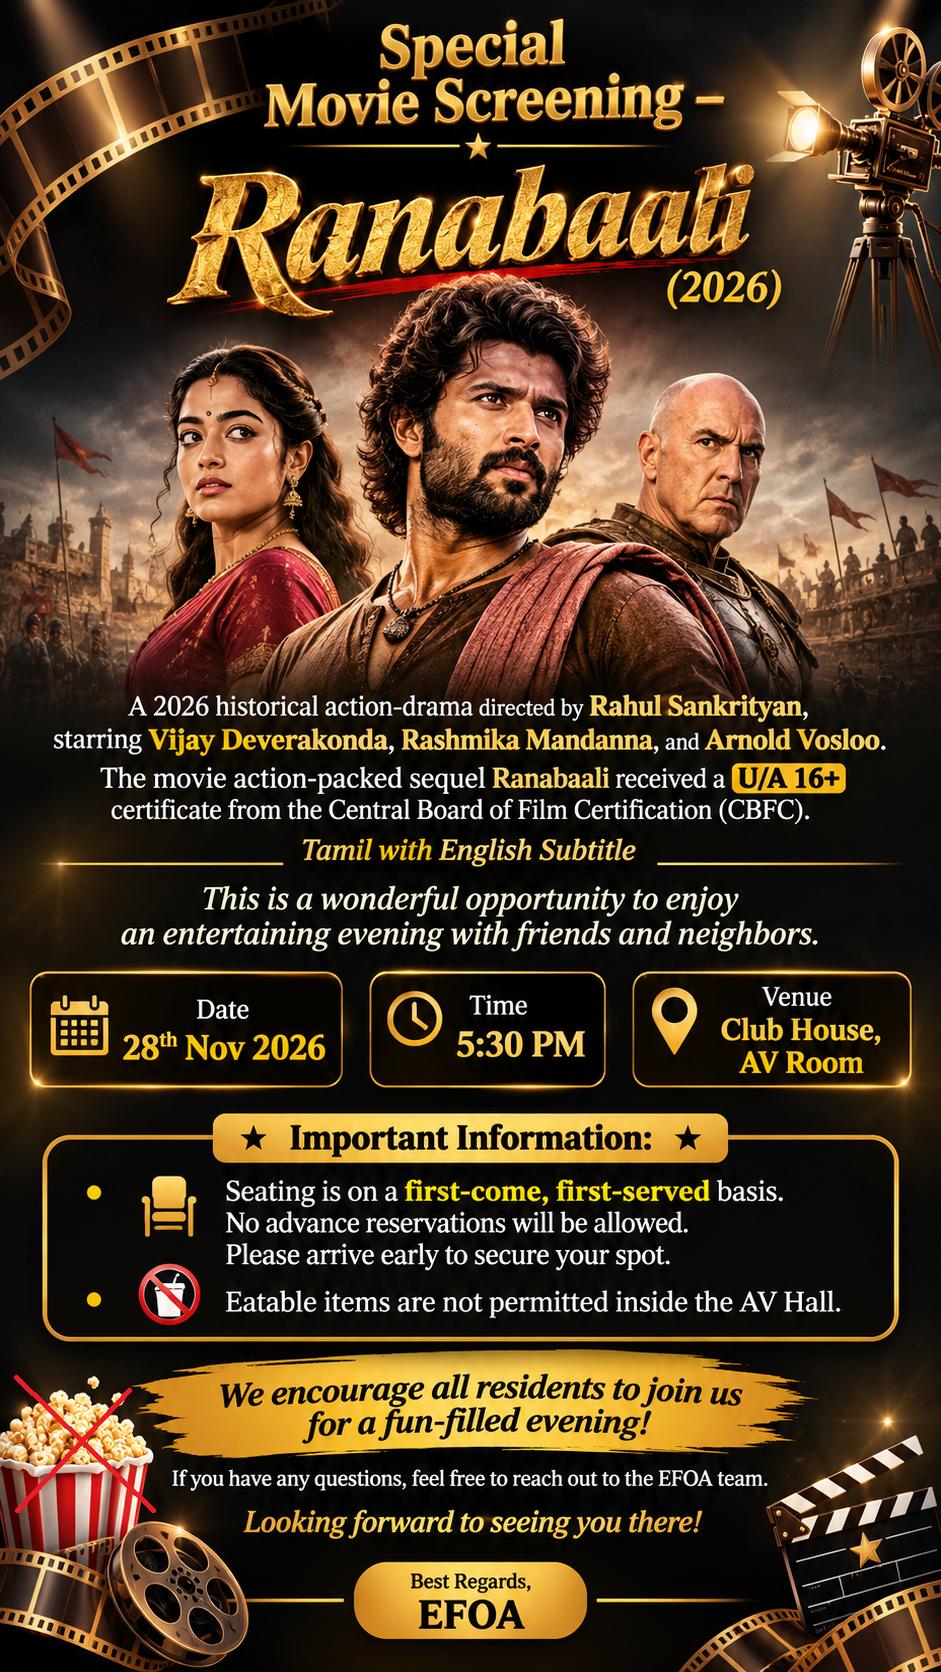 Special
Movie Screening –
Ranabaali
(2026)
A 2026 historical action-drama directed by Rahul Sankrityan,
starring Vijay Deverakonda, Rashmika Mandanna, and Arnold Vosloo.
The movie action-packed sequel Ranabaali received a U/A 16+
certificate from the Central Board of Film Certification (CBFC).
Tamil with English Subtitle
This is a wonderful opportunity to enjoy
an entertaining evening with friends and neighbors.
Date
28th Nov 2026
Time
5:30 PM
Venue
Club House,
AV Room
Important Information:
Seating is on a first-come, first-served basis.
No advance reservations will be allowed.
Please arrive early to secure your spot.
Eatable items are not permitted inside the AV Hall.
We encourage all residents to join us
for a fun-filled evening!
If you have any questions, feel free to reach out to the EFOA team.
Looking forward to seeing you there!
Best Regards,
EFOA